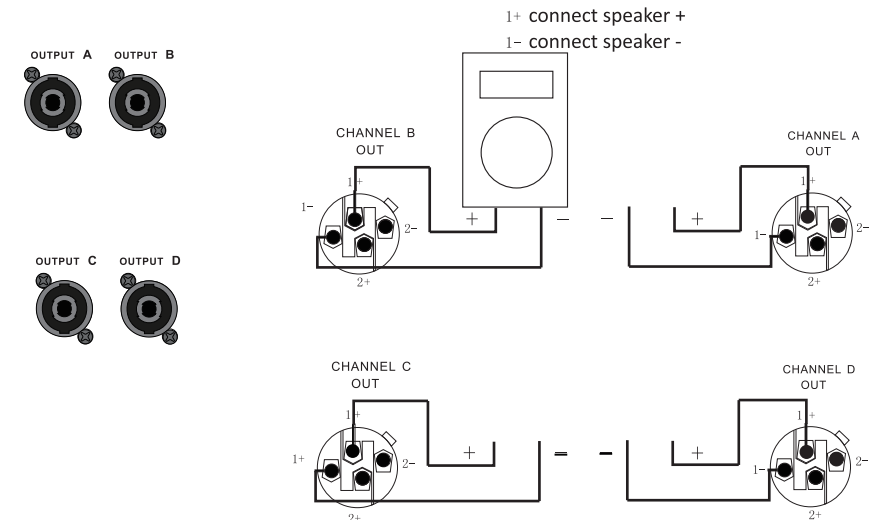 1+ connect speaker +
1- connect speaker -
OUTPUT A OUTPUT B
CHANNEL B
OUT
CHANNEL A
OUT
1+
1+
1-
2-
+
-
-
+
1-
2-
2+
2+
OUTPUT C OUTPUT D
CHANNEL C
OUT
CHANNEL D
OUT
1+
1+
1+
2-
+
=
-
+
1-
2-
2+
2+